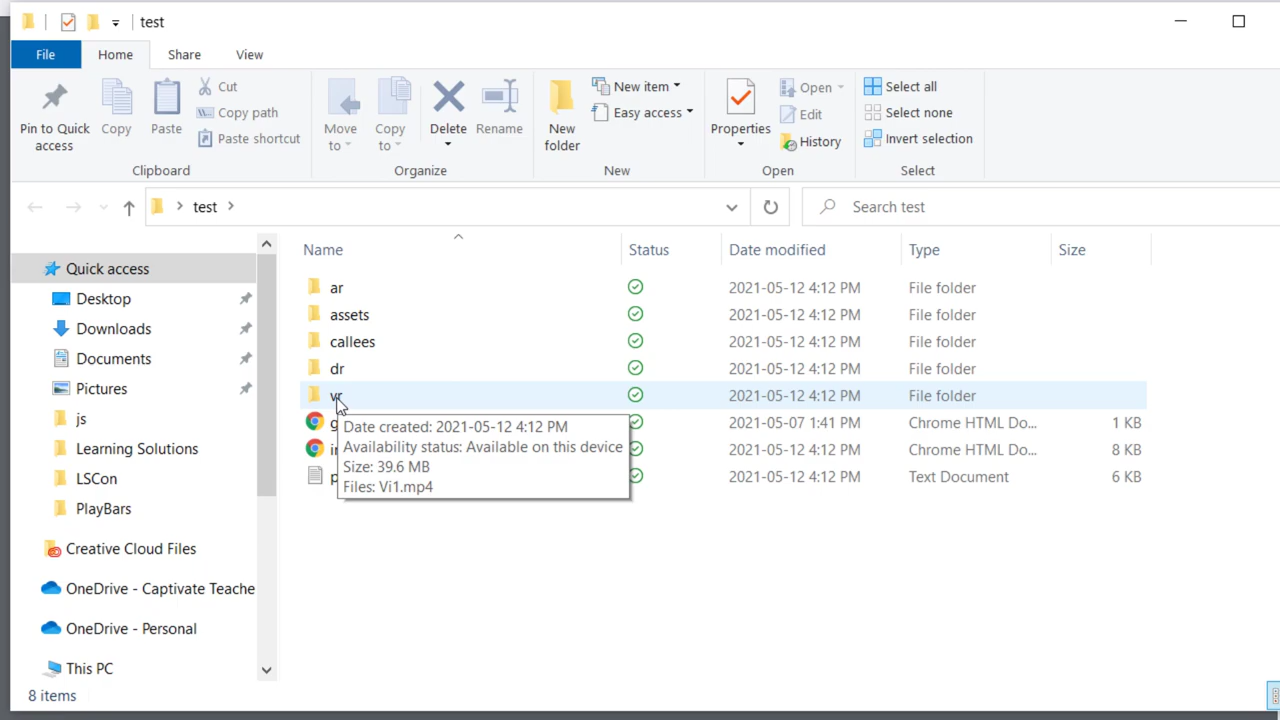 test
File Home Share View
Pin to Quick access
Copy
Paste
Cut
Copy path
Paste shortcut
Clipboard
Move to
Copy to
Delete
Rename
Organize
New folder
New item
Easy access
New
Properties
Open
Edit
History
Open
Select all
Select none
Invert selection
Select
test
Search test
Quick access
Desktop
Downloads
Documents
Pictures
js
Learning Solutions
LSCon
PlayBars
Creative Cloud Files
OneDrive - Captivate Teache
OneDrive - Personal
This PC
Name Status Date modified Type Size
ar 2021-05-12 4:12 PM File folder
assets 2021-05-12 4:12 PM File folder
callees 2021-05-12 4:12 PM File folder
dr 2021-05-12 4:12 PM File folder
vr 2021-05-12 4:12 PM File folder
2021-05-07 1:41 PM Chrome HTML Do... 1 KB
2021-05-12 4:12 PM Chrome HTML Do... 8 KB
2021-05-12 4:12 PM Text Document 6 KB
Date created: 2021-05-12 4:12 PM
Availability status: Available on this device
Size: 39.6 MB
Files: Vi1.mp4
8 items